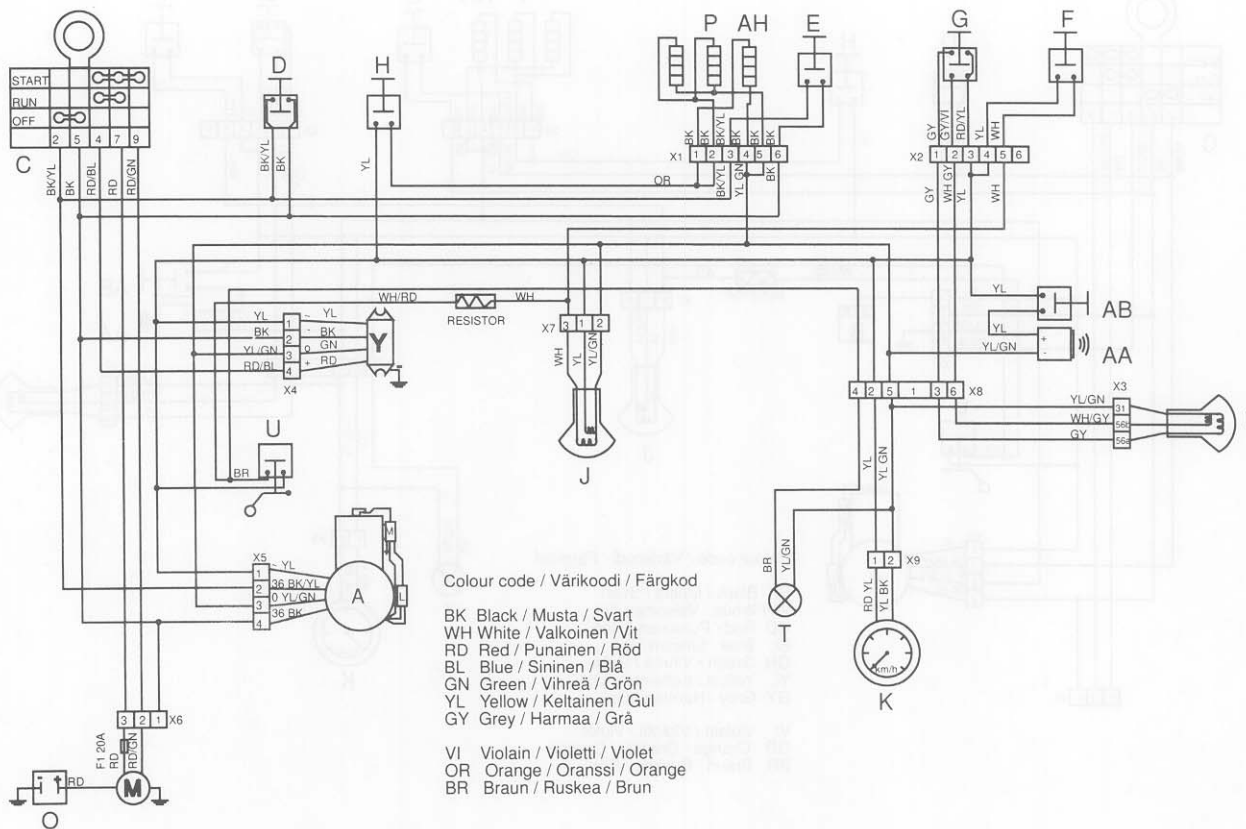 P AH E G F
D H
START
RUN
OFF
2 5 4 7 9
C
BK/YL BK RD/BL RD RD/GN
BK/YL BK
YL
BK BK BK/YL BK BK BK BK
X1 1 2 3 4 5 6
OR BK/YL YL GN BK
GY GY/VI RD/YL YL WH
X2 1 2 3 4 5 6
GY WH GY YL WH
WH/RD WH
RESISTOR
YL 1 ~ YL
BK 2 - BK
YL/GN 3 0 GN
RD/BL 4 + RD
X4
Y
X7 3 1 2
WH YL YL/GN
J
YL AB
YL
YL/GN + - AA
4 2 5 1 3 6 X8
X3
YL/GN 31
WH/GY 56b
GY 56a
U
BR
YL YL GN
BR YL/GN
T
1 2 X9
RD YL YL BK
km/h
K
X5
1 ~ YL
2 36 BK/YL
3 0 YL/GN
4 36 BK
A
M
L
Colour code / Värikoodi / Färgkod
BK Black / Musta / Svart
WH White / Valkoinen /Vit
RD Red / Punainen / Röd
BL Blue / Sininen / Blå
GN Green / Vihreä / Grön
YL Yellow / Keltainen / Gul
GY Grey / Harmaa / Grå
VI Violain / Violetti / Violet
OR Orange / Oranssi / Orange
BR Braun / Ruskea / Brun
3 2 1 X6
F1 20A
RD RD/GN
- + RD M
O